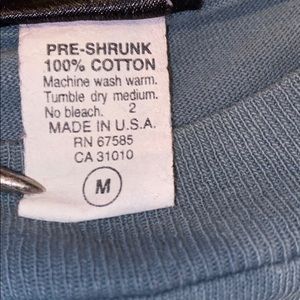 PRE-SHRUNK
100% COTTON
Machine wash warm.
Tumble dry medium.
No bleach. 2
MADE IN U.S.A.
RN 67585
CA 31010
M